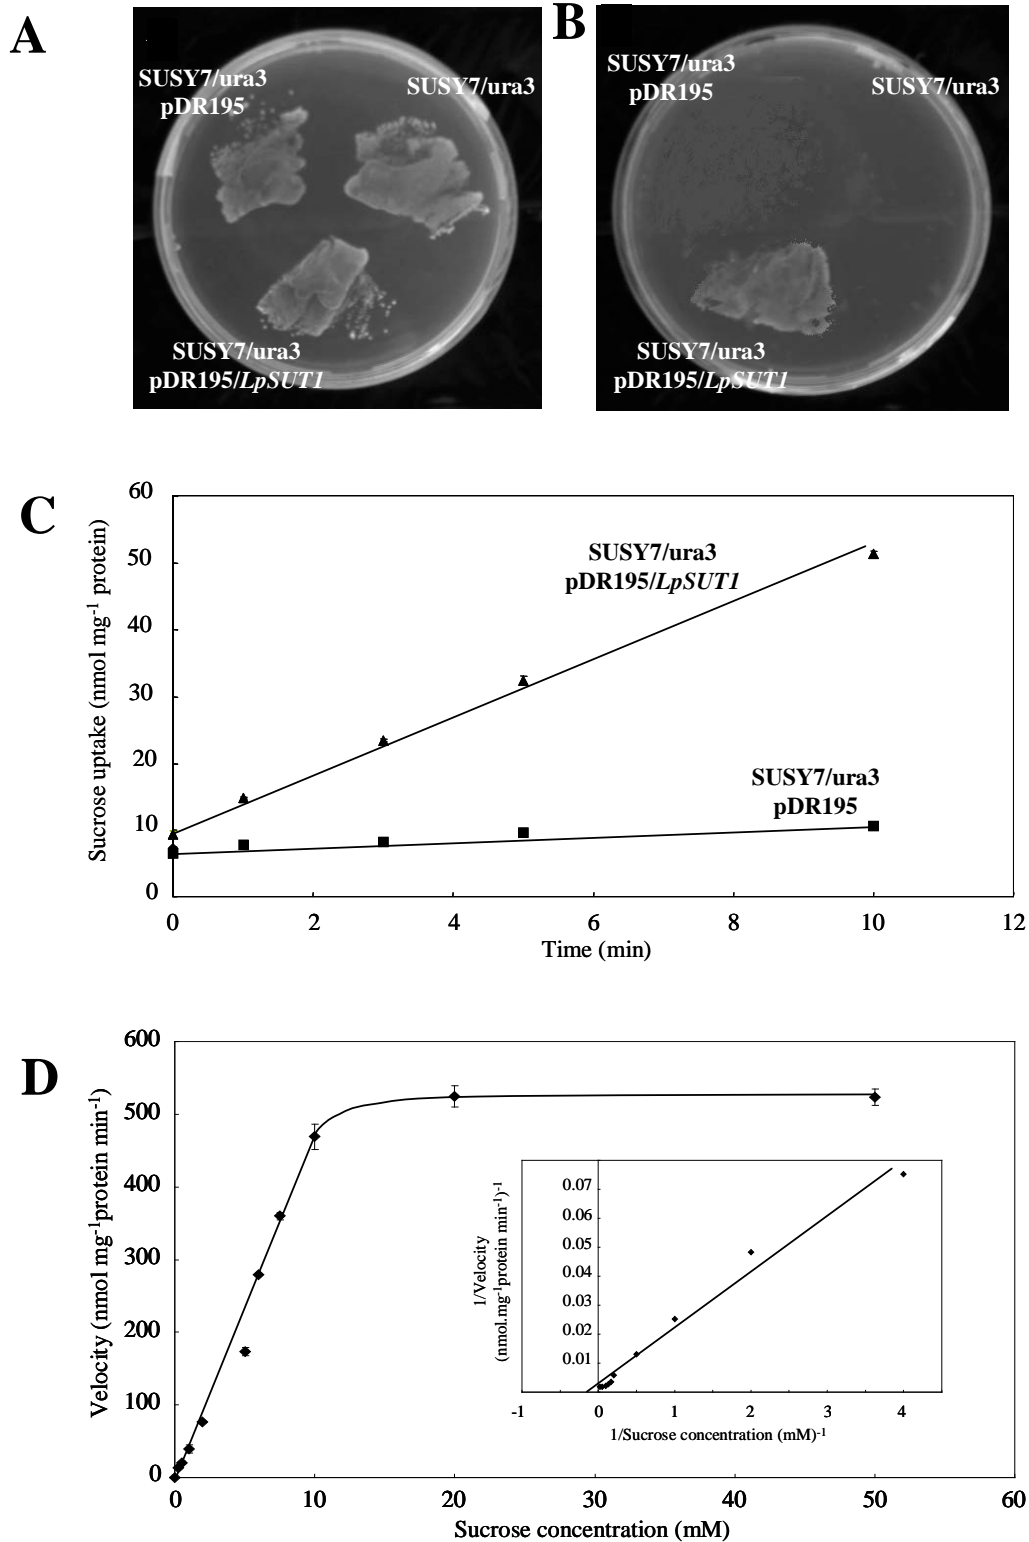 A
SUSY7/ura3
pDR195
SUSY7/ura3
SUSY7/ura3
pDR195/LpSUT1
B
SUSY7/ura3
pDR195
SUSY7/ura3
SUSY7/ura3
pDR195/LpSUT1
C
Sucrose uptake (nmol mg-1 protein)
60
50
40
30
20
10
0
SUSY7/ura3
pDR195/LpSUT1
SUSY7/ura3
pDR195
0 2 4 6 8 10 12
Time (min)
D
Velocity (nmol mg-1protein min-1)
600
500
400
300
200
100
0
1/Velocity
(nmol.mg-1protein min-1)-1
0.07
0.06
0.05
0.04
0.03
0.02
0.01
-1 0 1 2 3 4
1/Sucrose concentration (mM)-1
0 10 20 30 40 50 60
Sucrose concentration (mM)